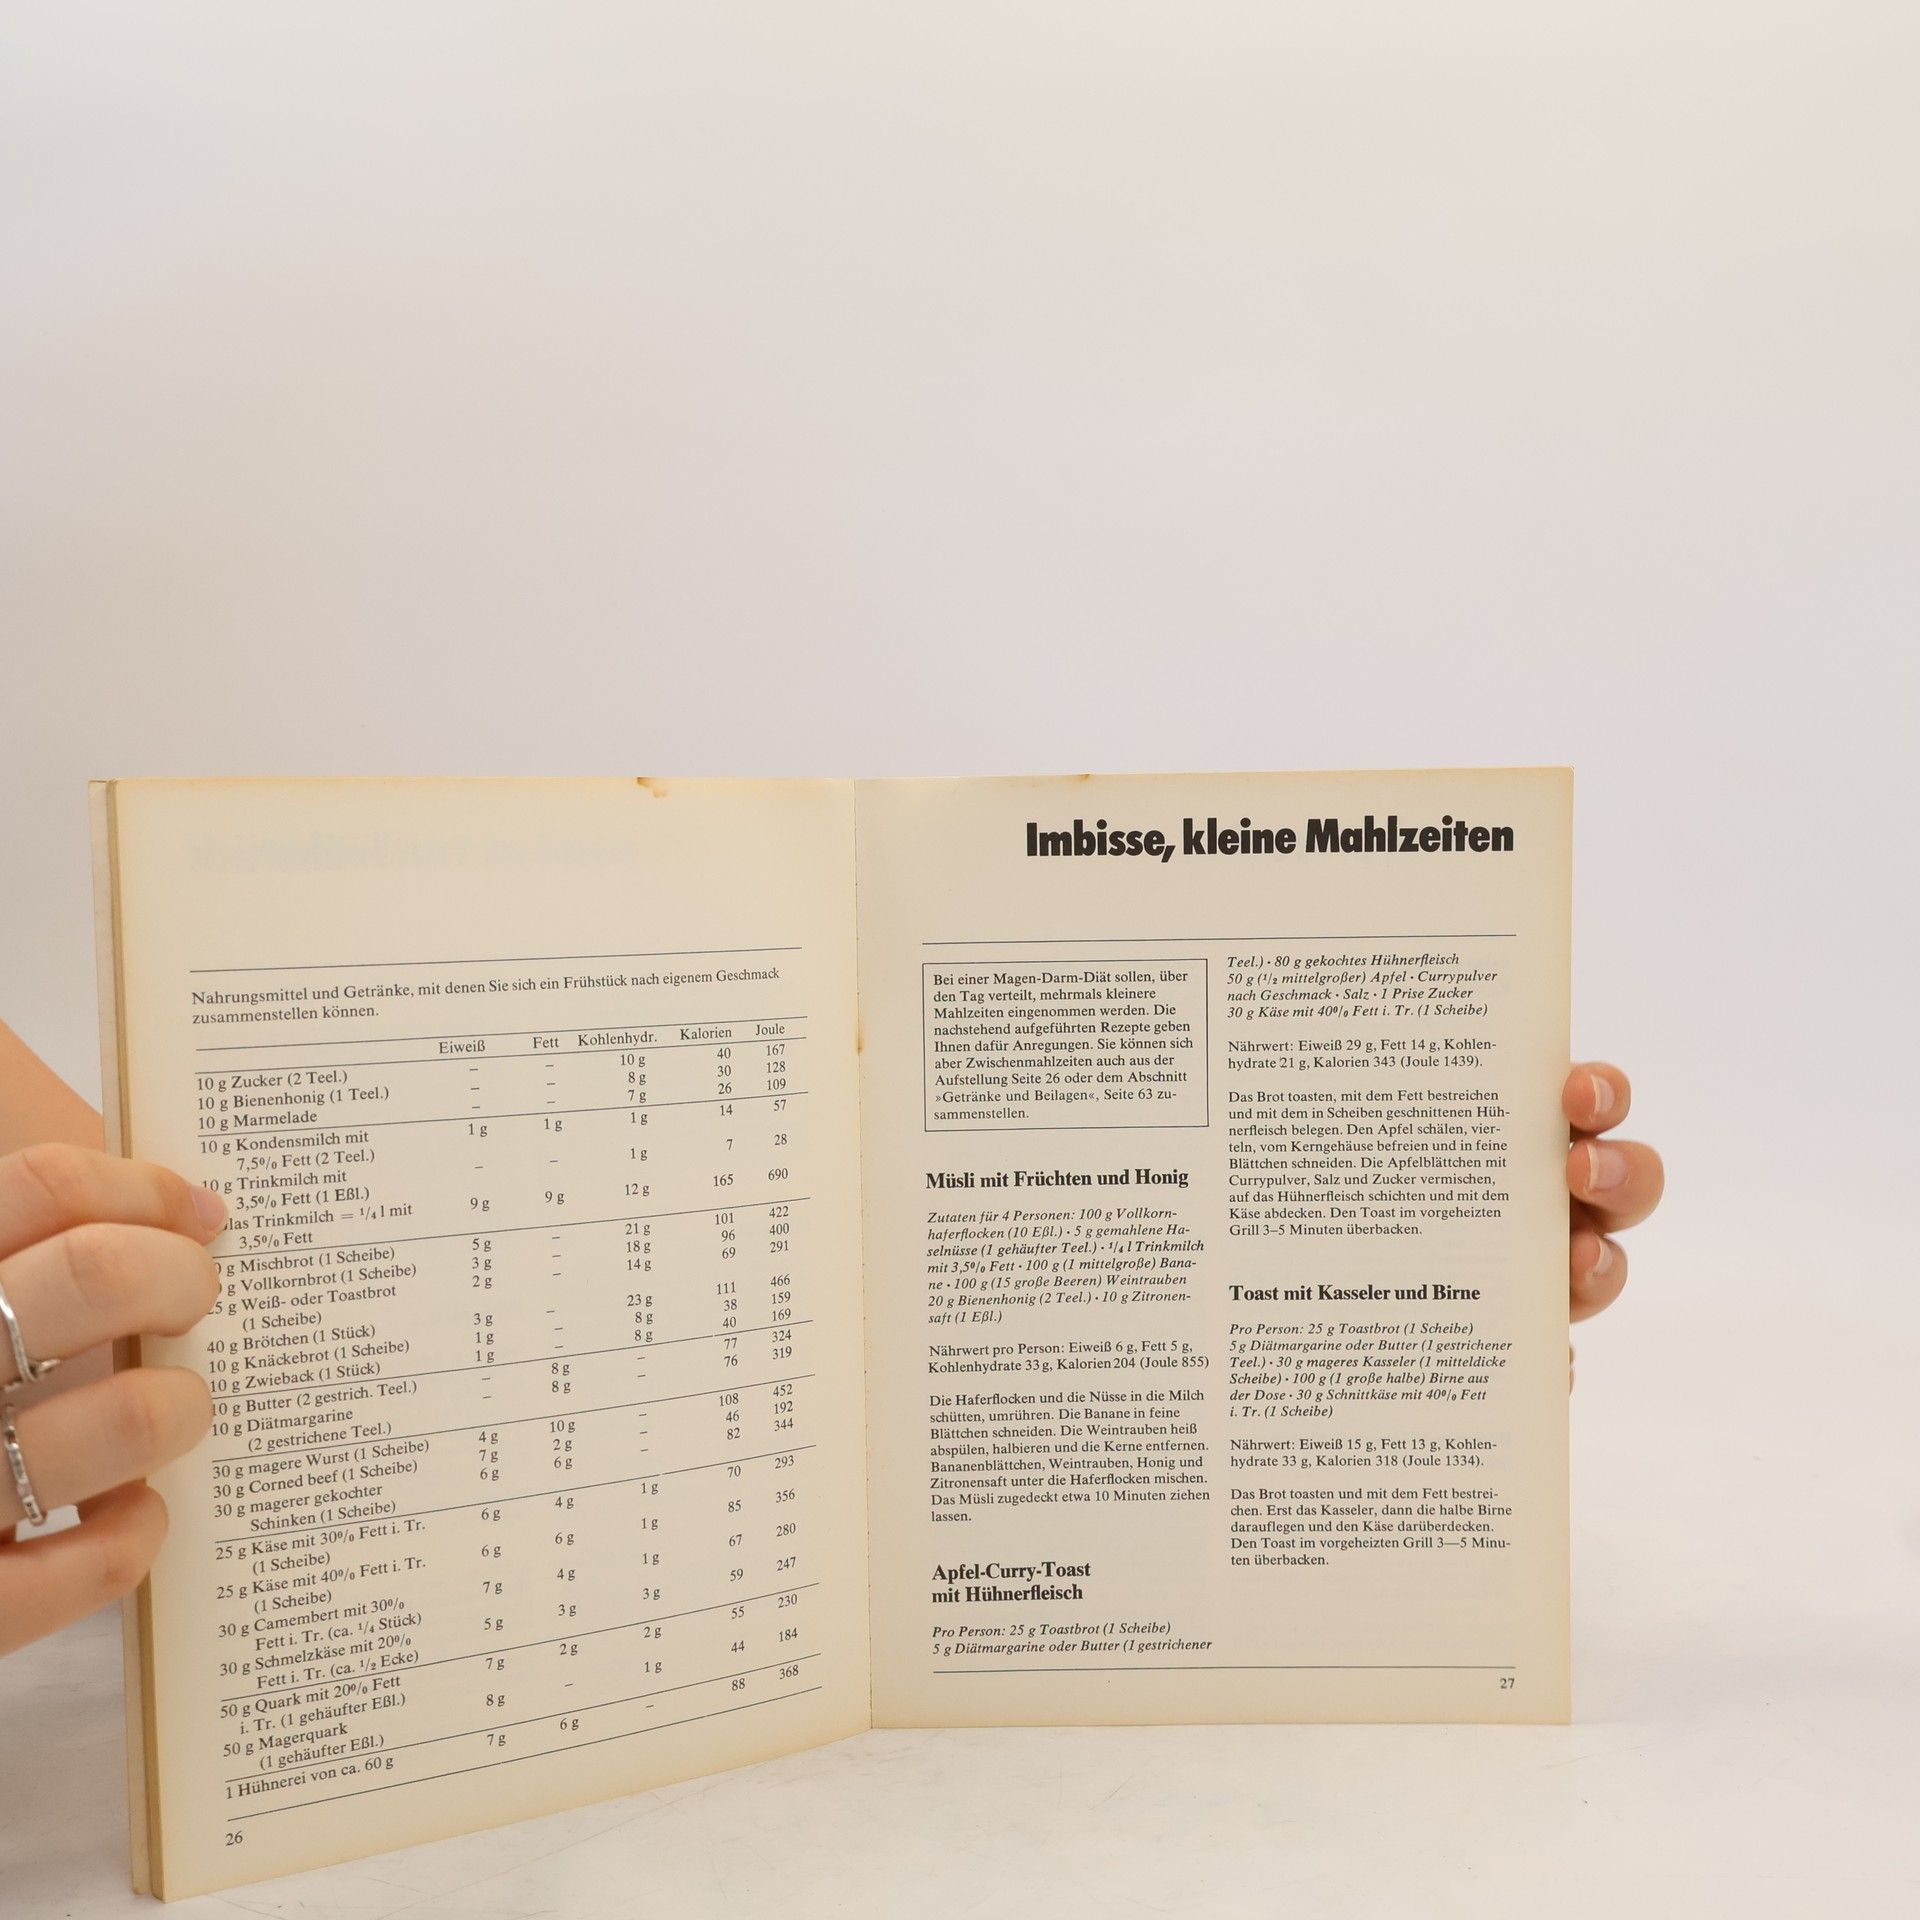 Nahrungsmittel und Getränke, mit denen Sie sich ein Frühstück nach eigenem Geschmack
zusammenstellen können.
Eiweiß Fett Kohlenhydr. Kalorien Joule
10 g Zucker (2 Teel.) – – 10 g 40 167
10 g Bienenhonig (1 Teel.) – – 8 g 30 128
10 g Marmelade – – 7 g 26 109
10 g Kondensmilch mit
7,5% Fett (2 Teel.) 1 g 1 g 1 g 14 57
10 g Trinkmilch mit
3,5% Fett (1 Eßl.) – – 1 g 7 28
las Trinkmilch = 1/4 l mit
3,5% Fett 9 g 9 g 12 g 165 690
g Mischbrot (1 Scheibe) 5 g – 21 g 101 422
g Vollkornbrot (1 Scheibe) 3 g – 18 g 96 400
25 g Weiß- oder Toastbrot
(1 Scheibe) 2 g – 14 g 69 291
40 g Brötchen (1 Stück) 3 g – 23 g 111 466
10 g Knäckebrot (1 Scheibe) 1 g – 8 g 38 159
10 g Zwieback (1 Stück) 1 g – 8 g 40 169
10 g Butter (2 gestrich. Teel.) – 8 g – 77 324
10 g Diätmargarine
(2 gestrichene Teel.) – 8 g – 76 319
30 g magere Wurst (1 Scheibe) 4 g 10 g – 108 452
30 g Corned beef (1 Scheibe) 7 g 2 g – 46 192
30 g magerer gekochter
Schinken (1 Scheibe) 6 g 6 g – 82 344
25 g Käse mit 30% Fett i. Tr.
(1 Scheibe) 6 g 4 g 1 g 70 293
25 g Käse mit 40% Fett i. Tr.
(1 Scheibe) 6 g 6 g 1 g 85 356
30 g Camembert mit 30%
Fett i. Tr. (ca. 1/4 Stück) 7 g 4 g 1 g 67 280
30 g Schmelzkäse mit 20%
Fett i. Tr. (ca. 1/2 Ecke) 5 g 3 g 3 g 59 247
50 g Quark mit 20% Fett
i. Tr. (1 gehäufter Eßl.) 7 g 2 g 2 g 55 230
50 g Magerquark
(1 gehäufter Eßl.) 8 g – 1 g 44 184
1 Hühnerei von ca. 60 g 7 g 6 g – 88 368
26
Imbisse, kleine Mahlzeiten
Bei einer Magen-Darm-Diät sollen, über
den Tag verteilt, mehrmals kleinere
Mahlzeiten eingenommen werden. Die
nachstehend aufgeführten Rezepte geben
Ihnen dafür Anregungen. Sie können sich
aber Zwischenmahlzeiten auch aus der
Aufstellung Seite 26 oder dem Abschnitt
»Getränke und Beilagen«, Seite 63 zu-
sammenstellen.
Müsli mit Früchten und Honig
Zutaten für 4 Personen: 100 g Vollkorn-
haferflocken (10 Eßl.) • 5 g gemahlene Ha-
selnüsse (1 gehäufter Teel.) • 1/4 l Trinkmilch
mit 3,5% Fett • 100 g (1 mittelgroße) Bana-
ne • 100 g (15 große Beeren) Weintrauben
20 g Bienenhonig (2 Teel.) • 10 g Zitronen-
saft (1 Eßl.)
Nährwert pro Person: Eiweiß 6 g, Fett 5 g,
Kohlenhydrate 33 g, Kalorien 204 (Joule 855)
Die Haferflocken und die Nüsse in die Milch
schütten, umrühren. Die Banane in feine
Blättchen schneiden. Die Weintrauben heiß
abspülen, halbieren und die Kerne entfernen.
Bananenblättchen, Weintrauben, Honig und
Zitronensaft unter die Haferflocken mischen.
Das Müsli zugedeckt etwa 10 Minuten ziehen
lassen.
Apfel-Curry-Toast
mit Hühnerfleisch
Pro Person: 25 g Toastbrot (1 Scheibe)
5 g Diätmargarine oder Butter (1 gestrichener
Teel.) • 80 g gekochtes Hühnerfleisch
50 g (1/2 mittelgroßer) Apfel • Currypulver
nach Geschmack • Salz • 1 Prise Zucker
30 g Käse mit 40% Fett i. Tr. (1 Scheibe)
Nährwert: Eiweiß 29 g, Fett 14 g, Kohlen-
hydrate 21 g, Kalorien 343 (Joule 1439).
Das Brot toasten, mit dem Fett bestreichen
und mit dem in Scheiben geschnittenen Hüh-
nerfleisch belegen. Den Apfel schälen, vier-
teln, vom Kerngehäuse befreien und in feine
Blättchen schneiden. Die Apfelblättchen mit
Currypulver, Salz und Zucker vermischen,
auf das Hühnerfleisch schichten und mit dem
Käse abdecken. Den Toast im vorgeheizten
Grill 3–5 Minuten überbacken.
Toast mit Kasseler und Birne
Pro Person: 25 g Toastbrot (1 Scheibe)
5 g Diätmargarine oder Butter (1 gestrichener
Teel.) • 30 g mageres Kasseler (1 mitteldicke
Scheibe) • 100 g (1 große halbe) Birne aus
der Dose • 30 g Schnittkäse mit 40% Fett
i. Tr. (1 Scheibe)
Nährwert: Eiweiß 15 g, Fett 13 g, Kohlen-
hydrate 33 g, Kalorien 318 (Joule 1334).
Das Brot toasten und mit dem Fett bestrei-
chen. Erst das Kasseler, dann die halbe Birne
darauflegen und den Käse darüberdecken.
Den Toast im vorgeheizten Grill 3—5 Minu-
ten überbacken.
27